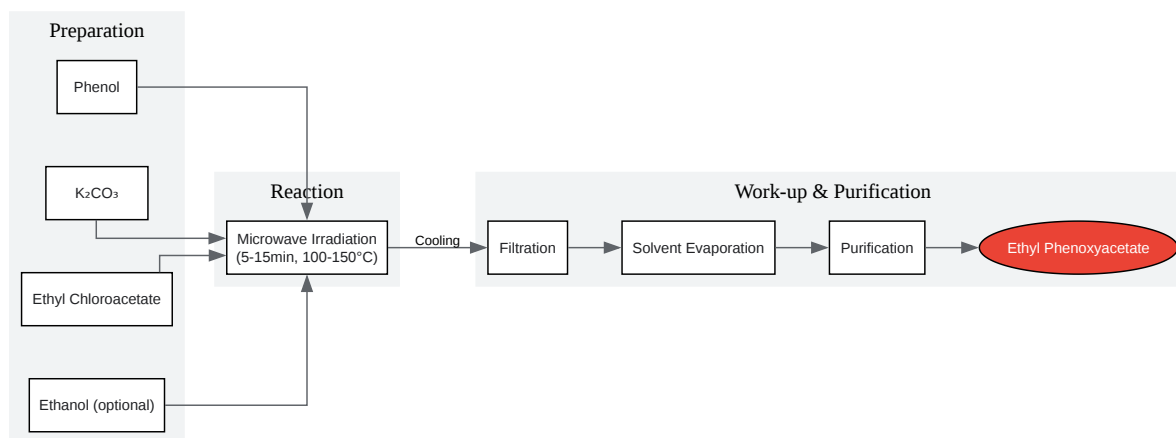 Preparation
Phenol
K₂CO₃
Ethyl Chloroacetate
Ethanol (optional)
Reaction
Microwave Irradiation
(5-15min, 100-150°C)
Cooling
Work-up & Purification
Filtration
Solvent Evaporation
Purification
Ethyl Phenoxyacetate